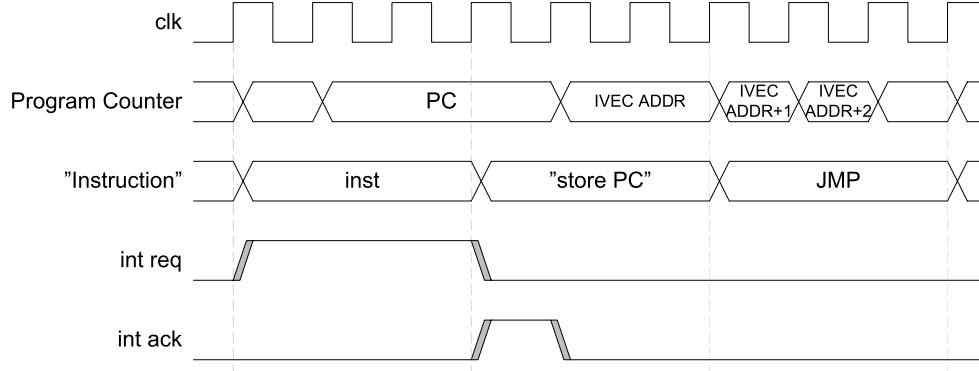 clk
Program Counter
PC
IVEC ADDR
IVEC
ADDR+1
IVEC
ADDR+2
”Instruction”
inst
”store PC”
JMP
int req
int ack